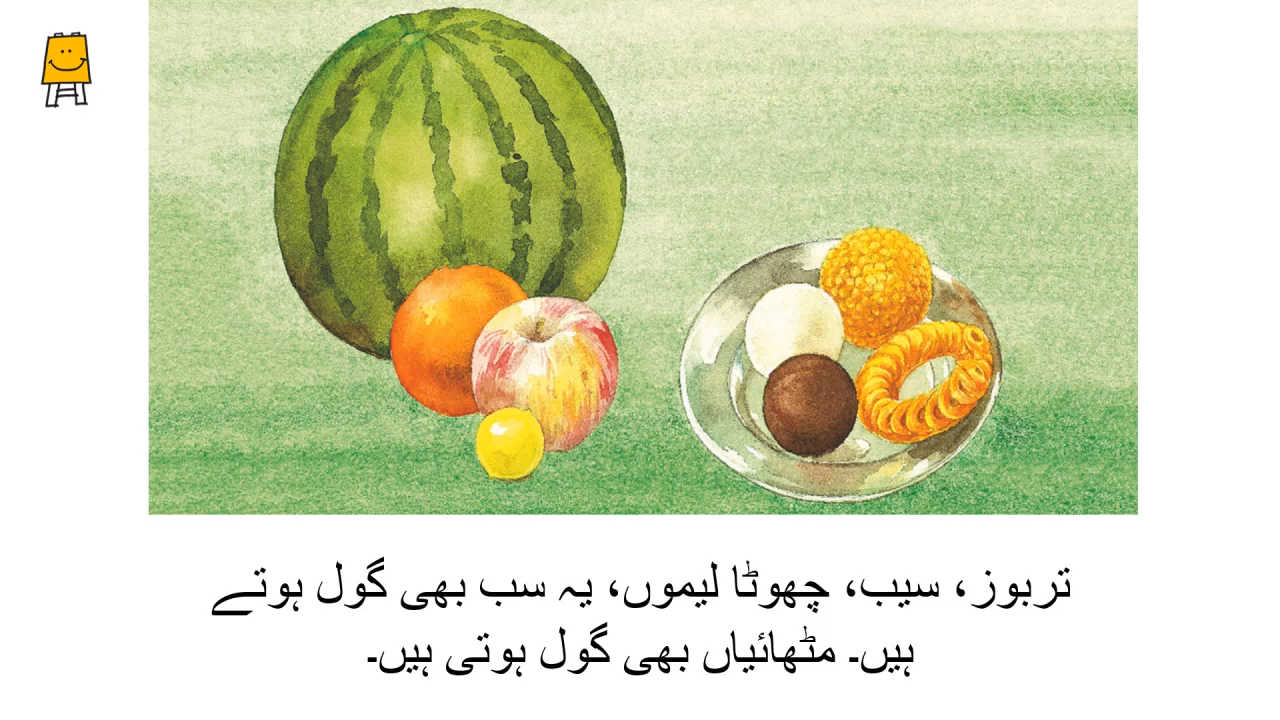 تربوز، سیب، چھوٹا لیموں، یہ سب بھی گول ہوتے
ہیں۔ مٹھائیاں بھی گول ہوتی ہیں۔